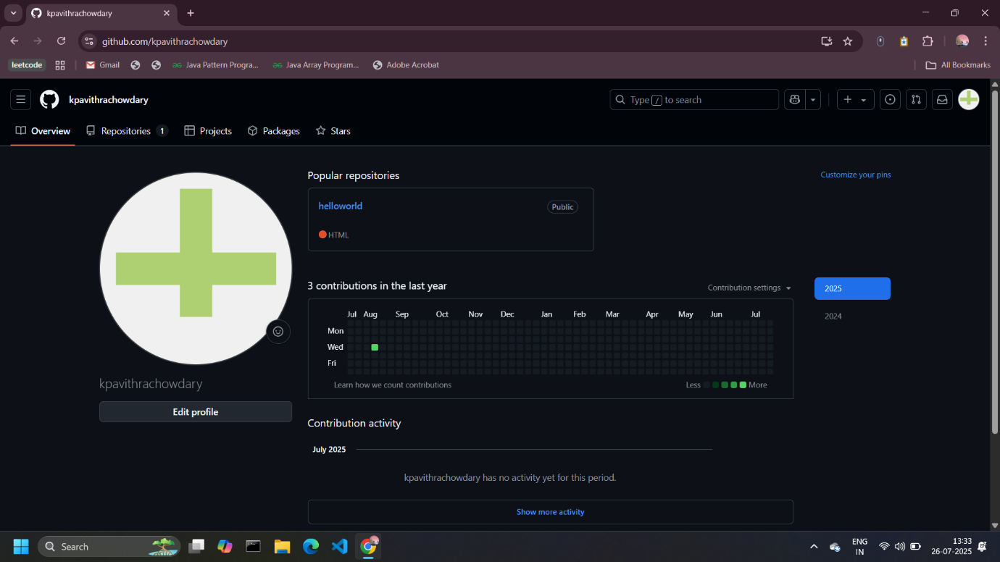 kpavithrachowdary
github.com/kpavithrachowdary
leetcode Gmail Java Pattern Progra... Java Array Program... Adobe Acrobat All Bookmarks
kpavithrachowdary Type / to search
Overview Repositories 1 Projects Packages Stars
Popular repositories Customize your pins
helloworld Public
HTML
3 contributions in the last year Contribution settings 2025
2024
Jul Aug Sep Oct Nov Dec Jan Feb Mar Apr May Jun Jul
Mon
Wed
Fri
Learn how we count contributions Less More
kpavithrachowdary
Edit profile
Contribution activity
July 2025
kpavithrachowdary has no activity yet for this period.
Show more activity
Search ENG 13:33
IN 26-07-2025